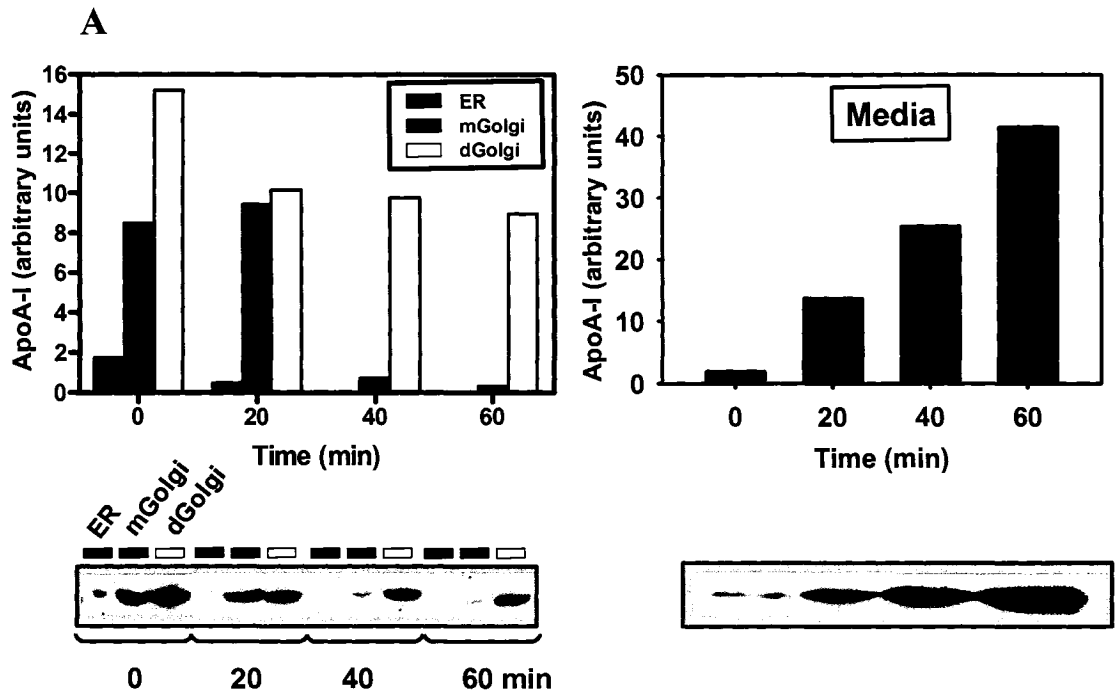 A
ApoA-I (arbitrary units)
16
14
12
10
8
6
4
2
0
ER
mGolgi
dGolgi
0 20 40 60
Time (min)
ApoA-I (arbitrary units)
50
40
30
20
10
0
Media
0 20 40 60
Time (min)
ER mGolgi dGolgi
0 20 40 60 min